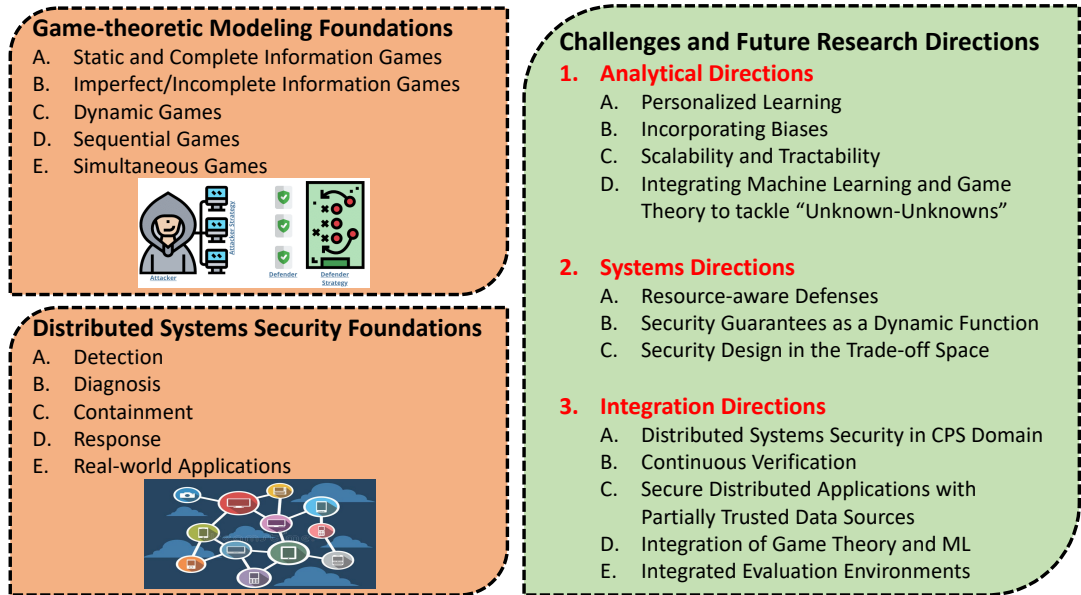 Game-theoretic Modeling Foundations
A. Static and Complete Information Games
B. Imperfect/Incomplete Information Games
C. Dynamic Games
D. Sequential Games
E. Simultaneous Games
Attacker
Attacker Strategy
Defender
Defender
Strategy
Distributed Systems Security Foundations
A. Detection
B. Diagnosis
C. Containment
D. Response
E. Real-world Applications
Challenges and Future Research Directions
1. Analytical Directions
A. Personalized Learning
B. Incorporating Biases
C. Scalability and Tractability
D. Integrating Machine Learning and Game
Theory to tackle “Unknown-Unknowns”
2. Systems Directions
A. Resource-aware Defenses
B. Security Guarantees as a Dynamic Function
C. Security Design in the Trade-off Space
3. Integration Directions
A. Distributed Systems Security in CPS Domain
B. Continuous Verification
C. Secure Distributed Applications with
Partially Trusted Data Sources
D. Integration of Game Theory and ML
E. Integrated Evaluation Environments